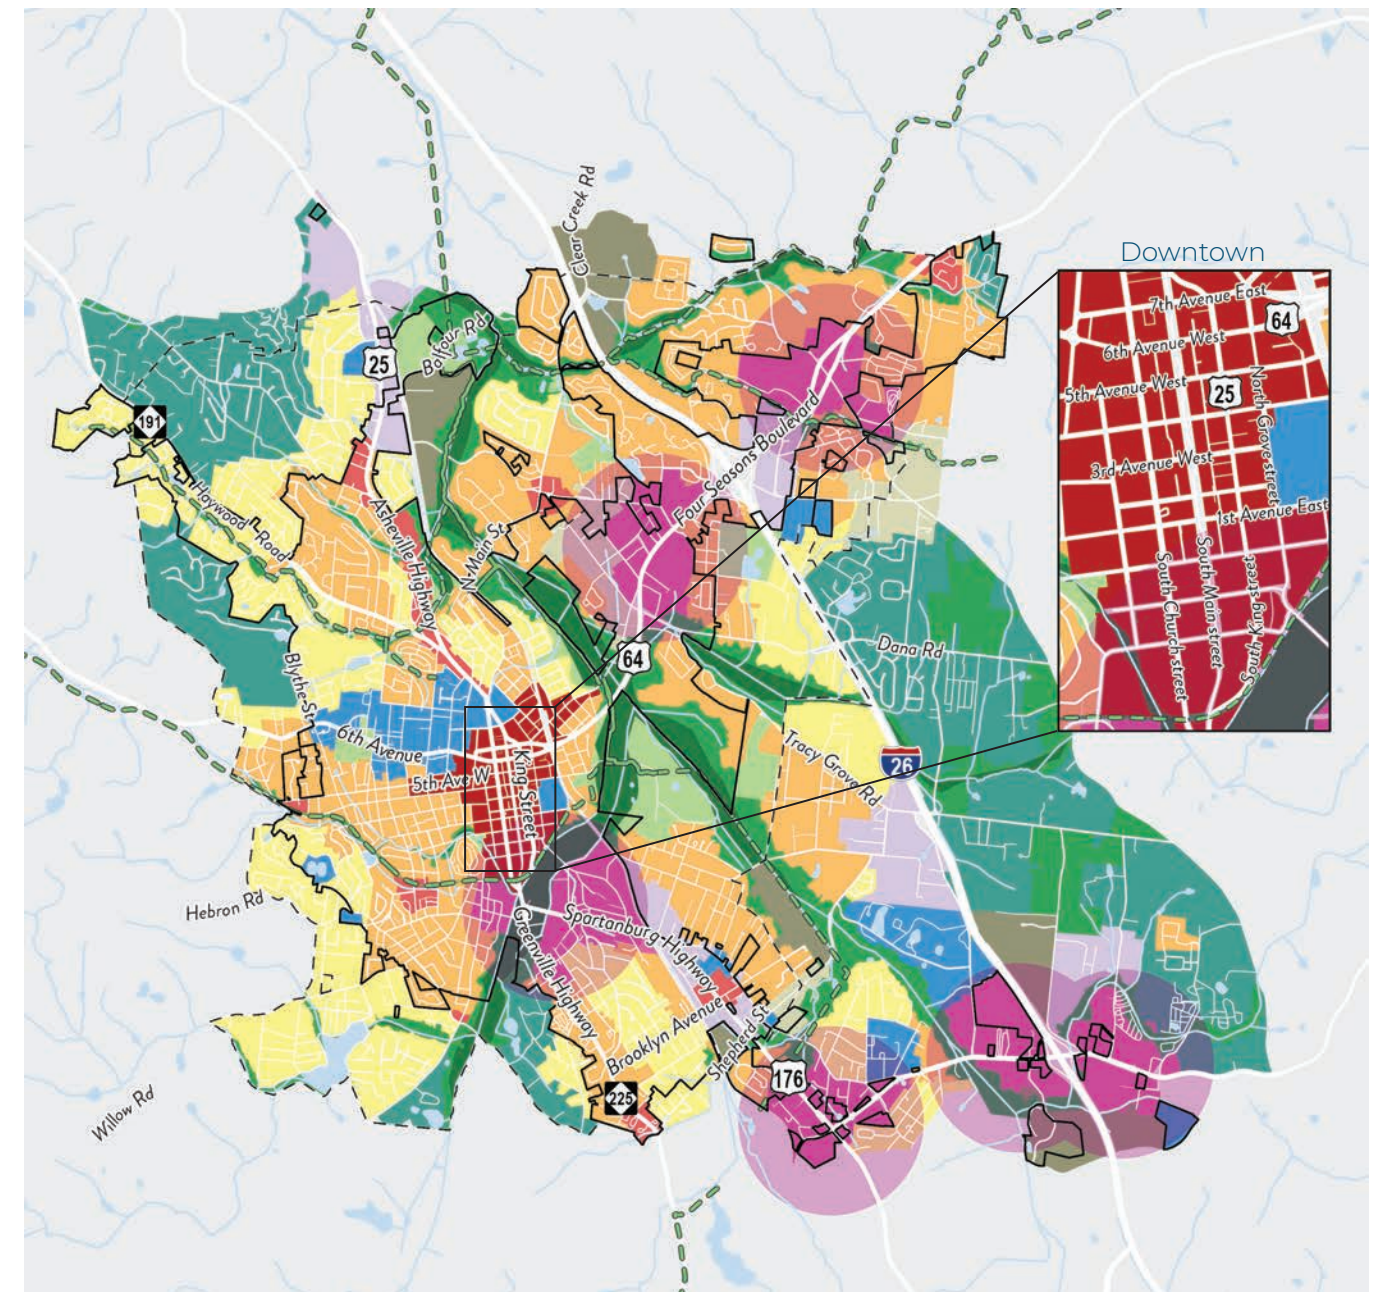 Clear Creek Rd
Downtown
7th Avenue East
64
6th Avenue West
25
Balfour Rd
5th Avenue West
25
North Grove street
191
Four Seasons Boulevard
3rd Avenue West
Haywood Road
Asheville Highway
N Main St
1st Avenue East
South Church street
South Main street
South King street
64
Dana Rd
Blythe St
6th Avenue
5th Ave W
King Street
Tracy Grove Rd
26
Hebron Rd
Spartanburg Highway
Greenville Highway
Brooklyn Avenue
Shepherd St
176
225
Willow Rd